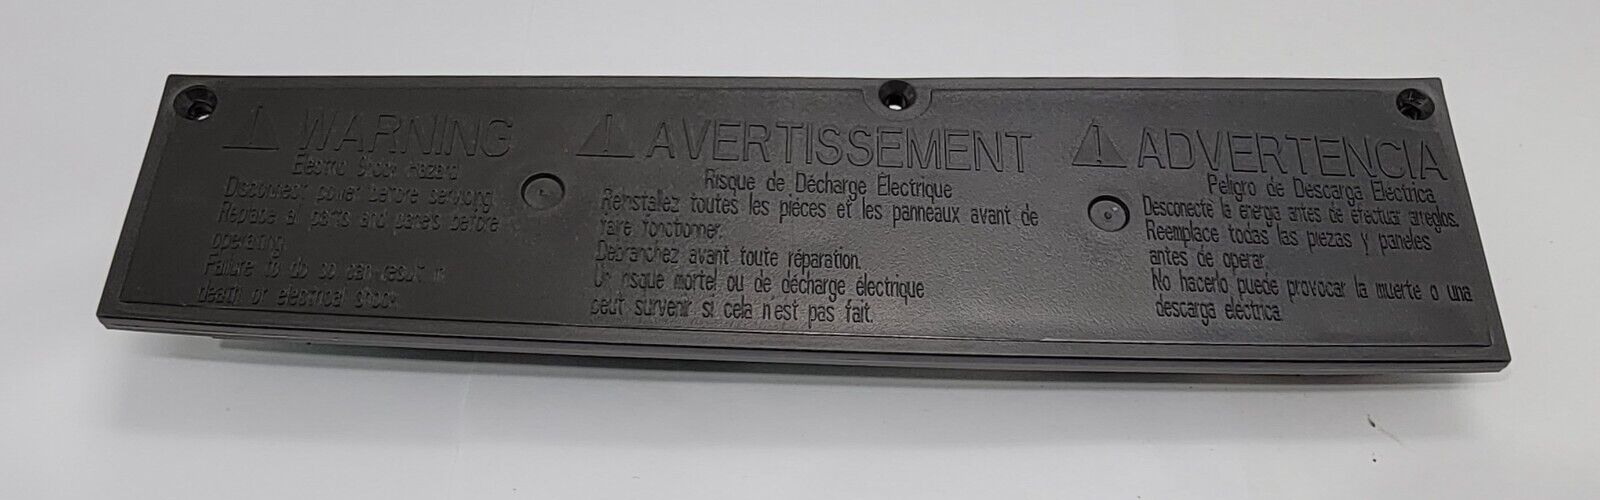 WARNING
Electric Shock Hazard
Disconnect power before servicing.
Replace all parts and panels before
operating.
Failure to do so can result in
death or electrical shock.
AVERTISSEMENT
Risque de Décharge Électrique
Réinstallez toutes les pièces et les panneaux avant de
faire fonctionner.
Débranchez avant toute réparation.
Un risque mortel ou de décharge électrique
peut survenir si cela n'est pas fait.
ADVERTENCIA
Peligro de Descarga Eléctrica
Desconecte la energía antes de efectuar arreglos.
Reemplace todas las piezas y paneles
antes de operar.
No hacerlo puede provocar la muerte o una
descarga eléctrica.